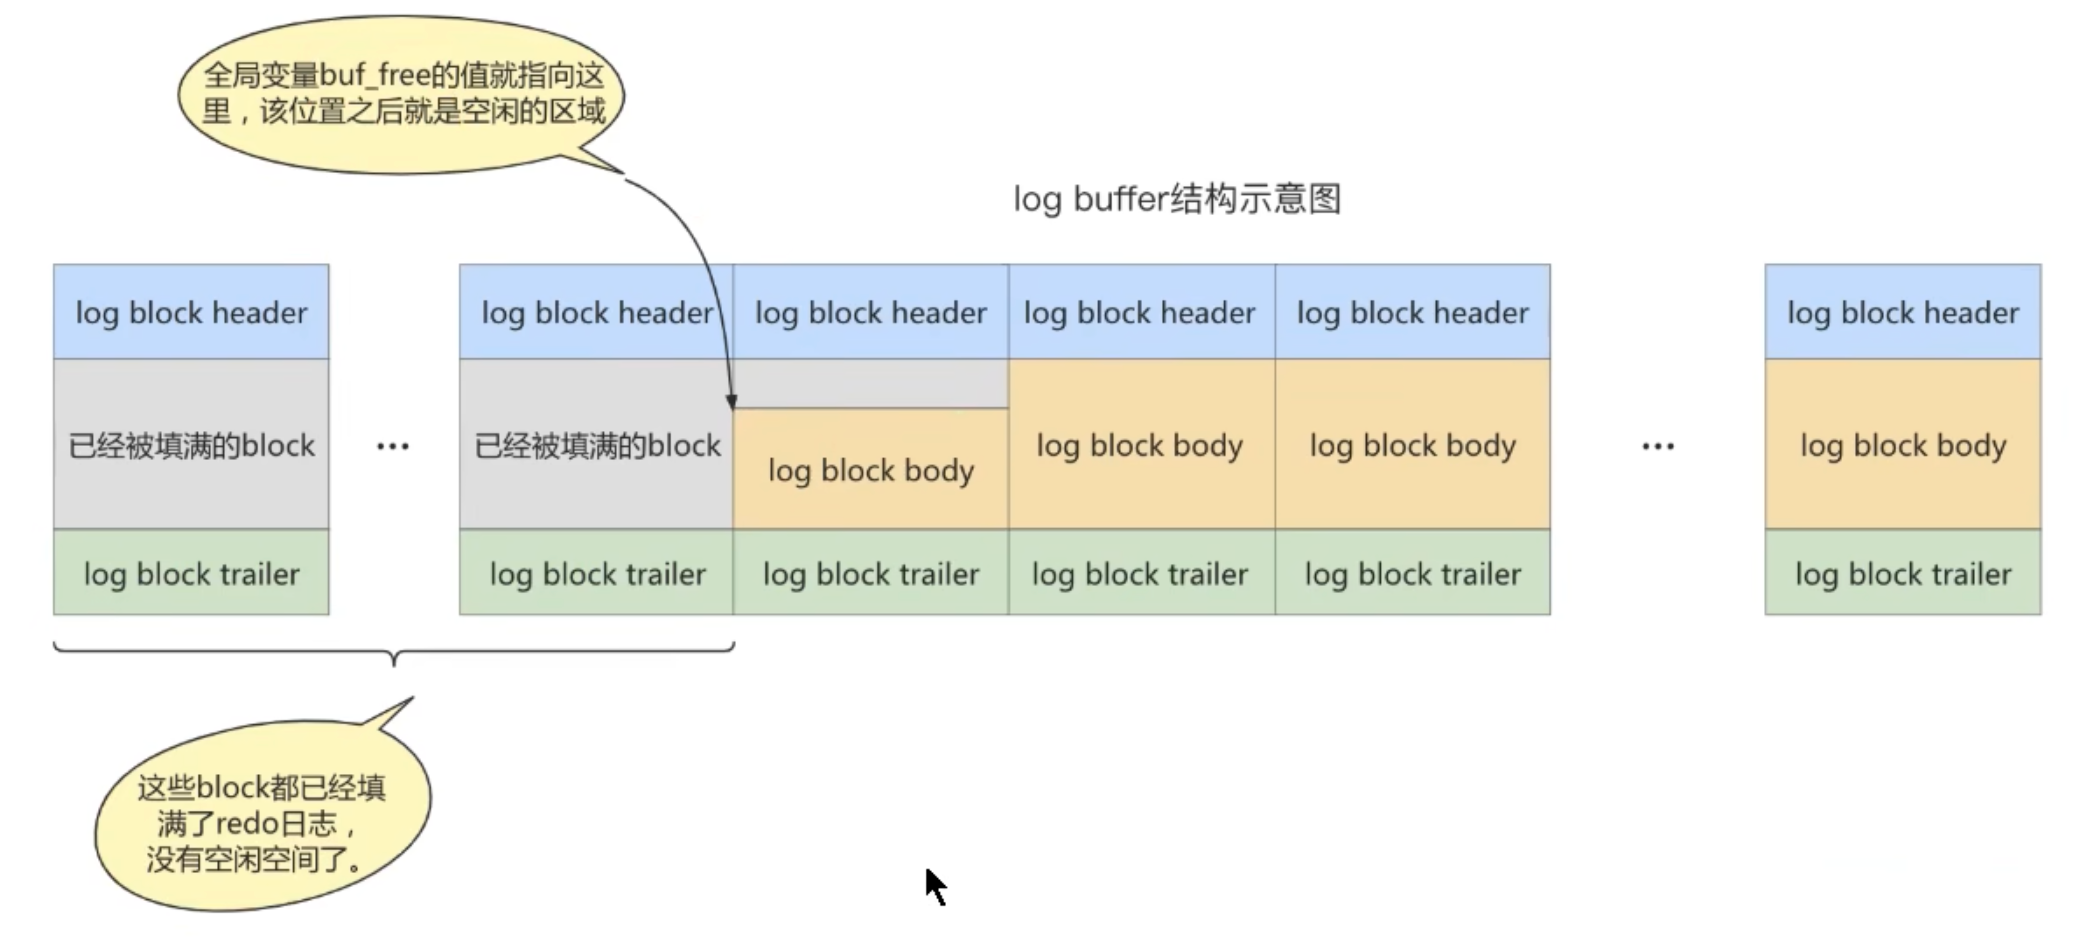 全局变量buf_free的值就指向这
里，该位置之后就是空闲的区域
log buffer结构示意图
log block header
log block header
log block header
log block header
log block header
log block header
已经被填满的block
...
已经被填满的block
log block body
log block body
log block body
...
log block body
log block trailer
log block trailer
log block trailer
log block trailer
log block trailer
log block trailer
这些block都已经填
满了redo日志，
没有空闲空间了。